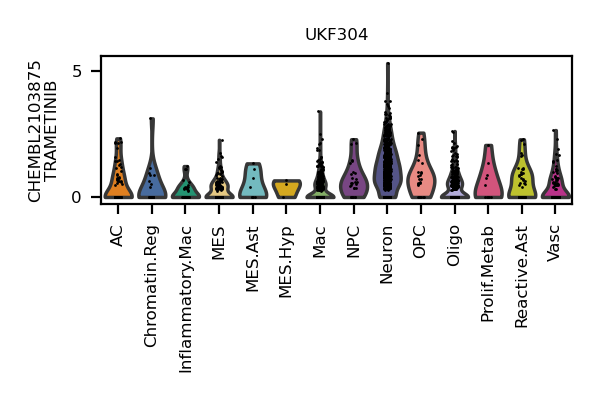 UKF304
CHEMBL2103875
TRAMETINIB
5
0
AC
Chromatin.Reg
Inflammatory.Mac
MES
MES.Ast
MES.Hyp
Mac
NPC
Neuron
OPC
Oligo
Prolif.Metab
Reactive.Ast
Vasc